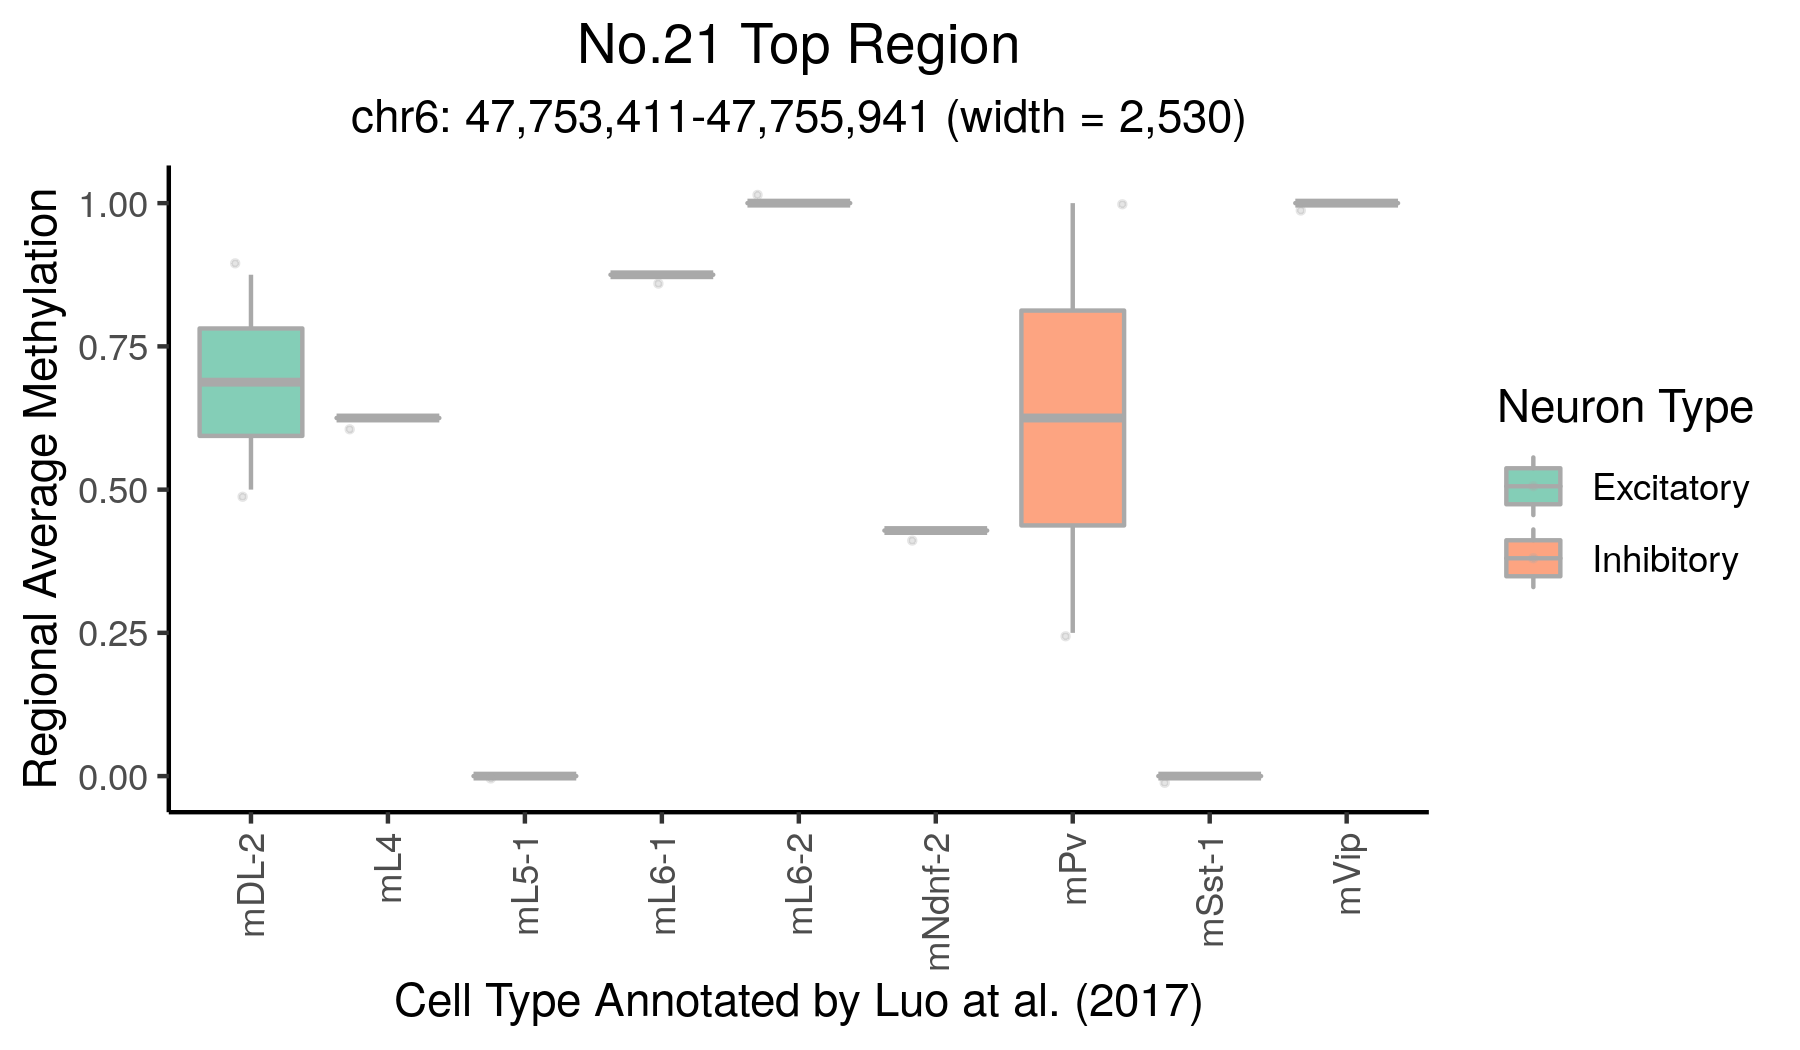 No.21 Top Region
chr6: 47,753,411-47,755,941 (width = 2,530)
Regional Average Methylation
1.00
0.75
0.50
0.25
0.00
mDL-2
mL4
mL5-1
mL6-1
mL6-2
mNdnf-2
mPv
mSst-1
mVip
Cell Type Annotated by Luo at al. (2017)
Neuron Type
Excitatory
Inhibitory